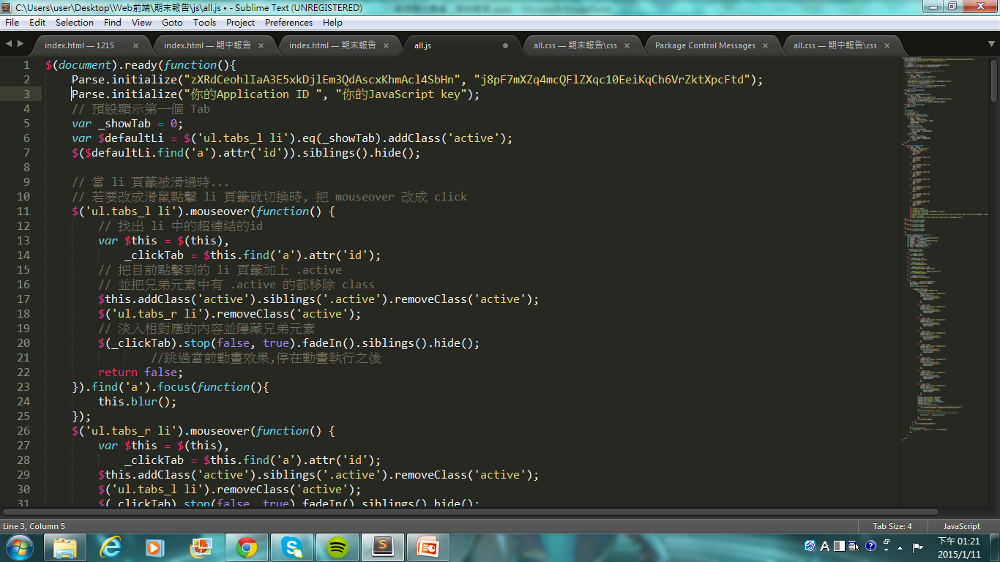 C:\Users\user\Desktop\Web前端\期末報告\js\all.js • - Sublime Text (UNREGISTERED)
File Edit Selection Find View Goto Tools Project Preferences Help
index.html — 1215 × index.html — 期中報告 × index.html — 期末報告 × all.js all.css — 期末報告\css × Package Control Messages × all.css — 期中報告\css ×
1 $(document).ready(function(){
2 Parse.initialize("zXRdCeohlIaA3E5xkDjlEm3QdAscxKhmAcl4SbHn", "j8pF7mXZq4mcQFlZXqc10EeiKqCh6VrZktXpcFtd");
3 Parse.initialize("你的Application ID ", "你的JavaScript key");
4 // 預設顯示第一個 Tab
5 var _showTab = 0;
6 var $defaultLi = $('ul.tabs_l li').eq(_showTab).addClass('active');
7 $($defaultLi.find('a').attr('id')).siblings().hide();
8
9 // 當 li 頁籤被滑過時...
10 // 若要改成滑鼠點擊 li 頁籤就切換時, 把 mouseover 改成 click
11 $('ul.tabs_l li').mouseover(function() {
12 // 找出 li 中的超連結的id
13 var $this = $(this),
14 _clickTab = $this.find('a').attr('id');
15 // 把目前點擊到的 li 頁籤加上 .active
16 // 並把兄弟元素中有 .active 的都移除 class
17 $this.addClass('active').siblings('.active').removeClass('active');
18 $('ul.tabs_r li').removeClass('active');
19 // 淡入相對應的內容並隱藏兄弟元素
20 $(_clickTab).stop(false, true).fadeIn().siblings().hide();
21 //跳過當前動畫效果,停在動畫執行之後
22 return false;
23 }).find('a').focus(function(){
24 this.blur();
25 });
26 $('ul.tabs_r li').mouseover(function() {
27 var $this = $(this),
28 _clickTab = $this.find('a').attr('id');
29 $this.addClass('active').siblings('.active').removeClass('active');
30 $('ul.tabs_l li').removeClass('active');
31 $(_clickTab).stop(false, true).fadeIn().siblings().hide();
Line 3, Column 5 Tab Size: 4 JavaScript
下午 01:21
2015/1/11